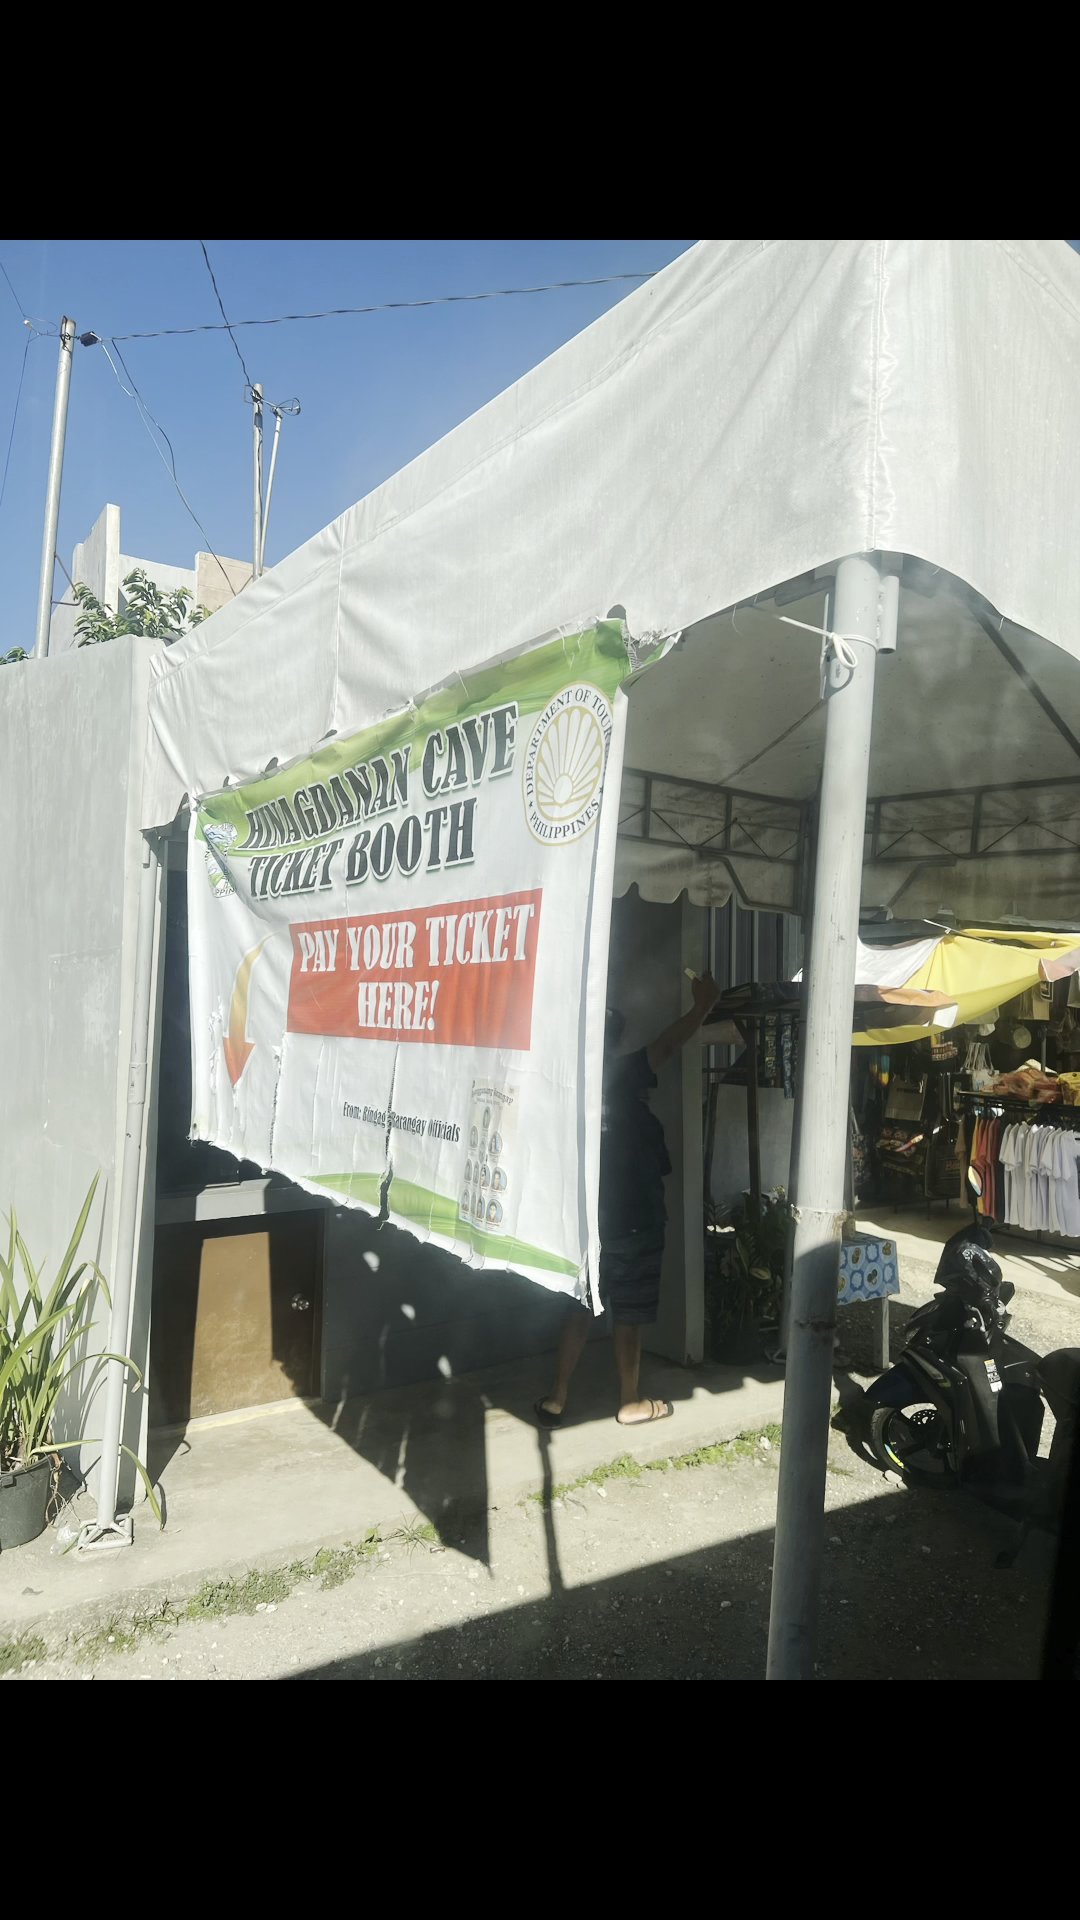 HINAGDANAN CAVE
TICKET BOOTH
DEPARTMENT OF TOUR
PHILIPPINES
PAY YOUR TICKET
HERE!
From: Bingag Barangay Officials